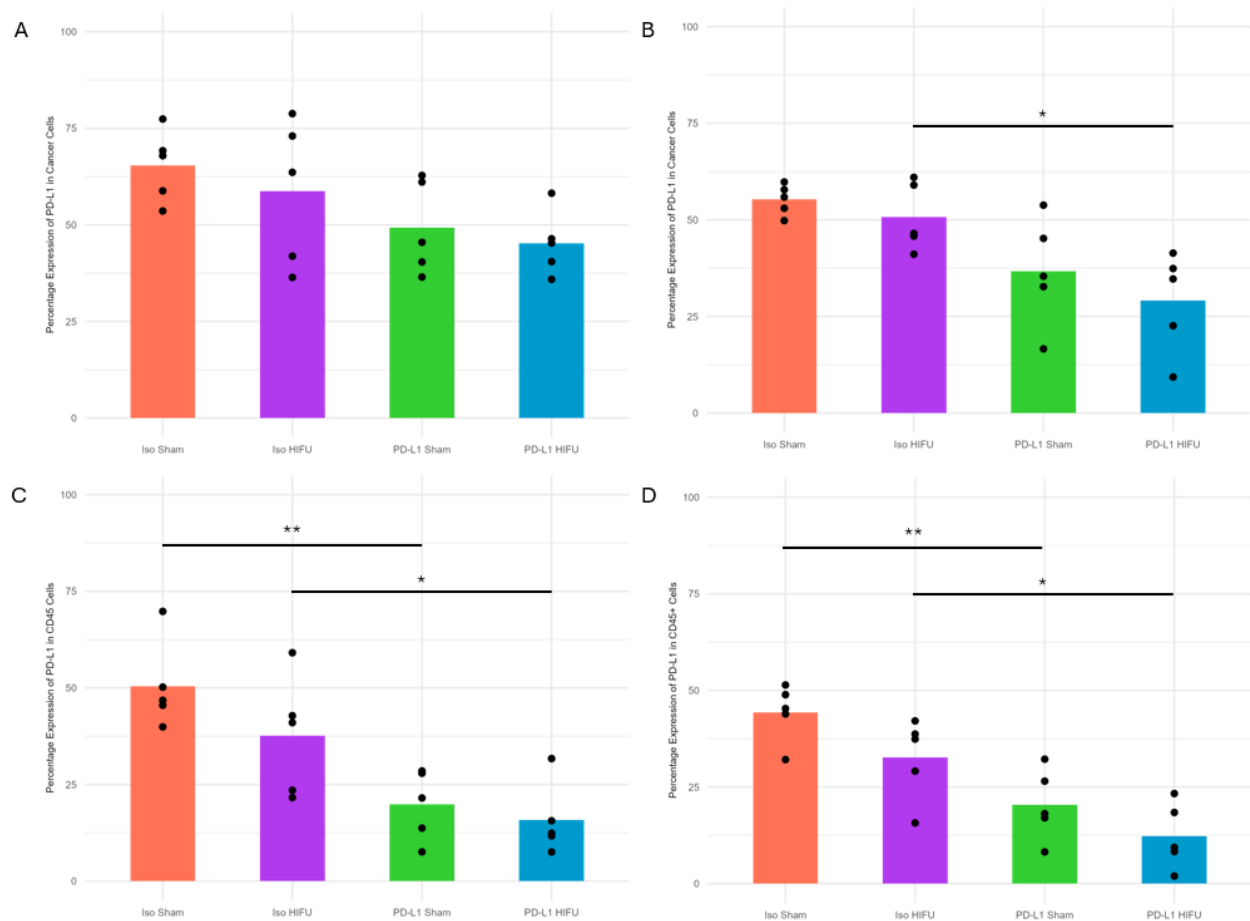 A
Percentage Expression of PD-L1 in Cancer Cells
100
75
50
25
0
Iso Sham
Iso HIFU
PD-L1 Sham
PD-L1 HIFU
B
Percentage Expression of PD-L1 in Cancer Cells
100
75
50
25
0
*
Iso Sham
Iso HIFU
PD-L1 Sham
PD-L1 HIFU
C
Percentage Expression of PD-L1 in CD45 Cells
100
75
50
25
0
**
*
Iso Sham
Iso HIFU
PD-L1 Sham
PD-L1 HIFU
D
Percentage Expression of PD-L1 in CD45+ Cells
100
75
50
25
0
**
*
Iso Sham
Iso HIFU
PD-L1 Sham
PD-L1 HIFU